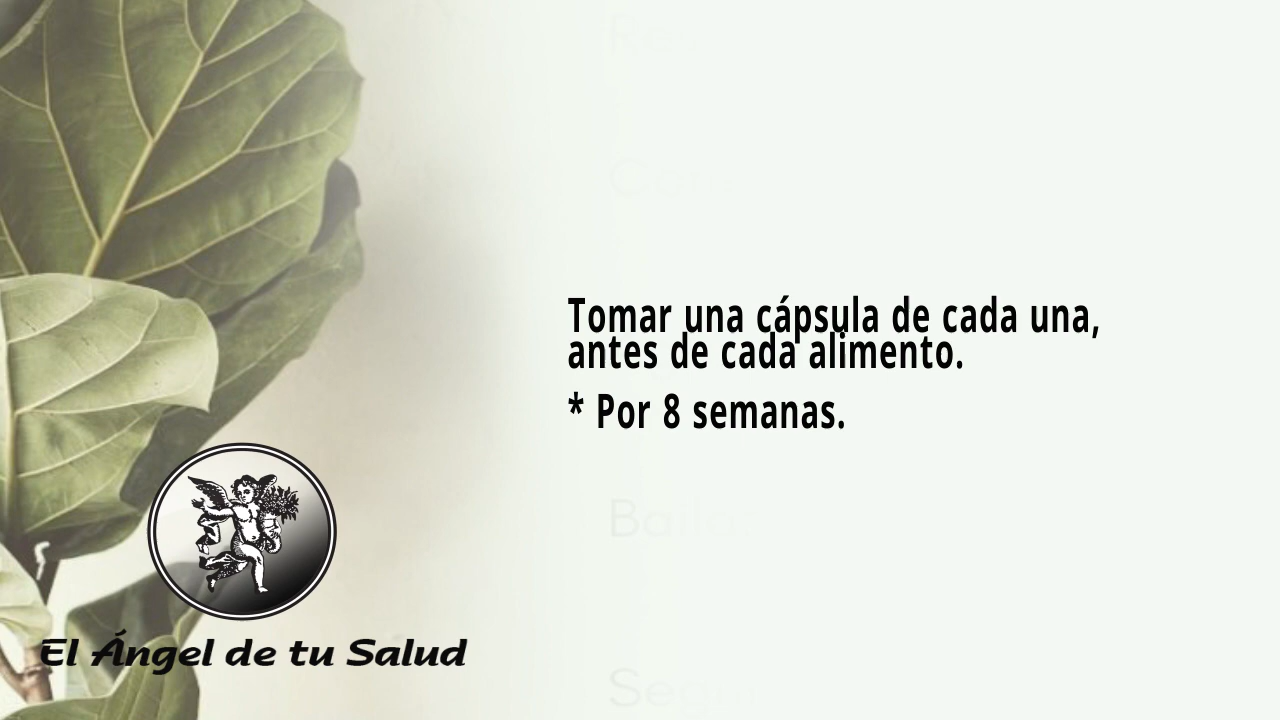 Tomar una cápsula de cada una,
antes de cada alimento.
* Por 8 semanas.
El Ángel de tu Salud